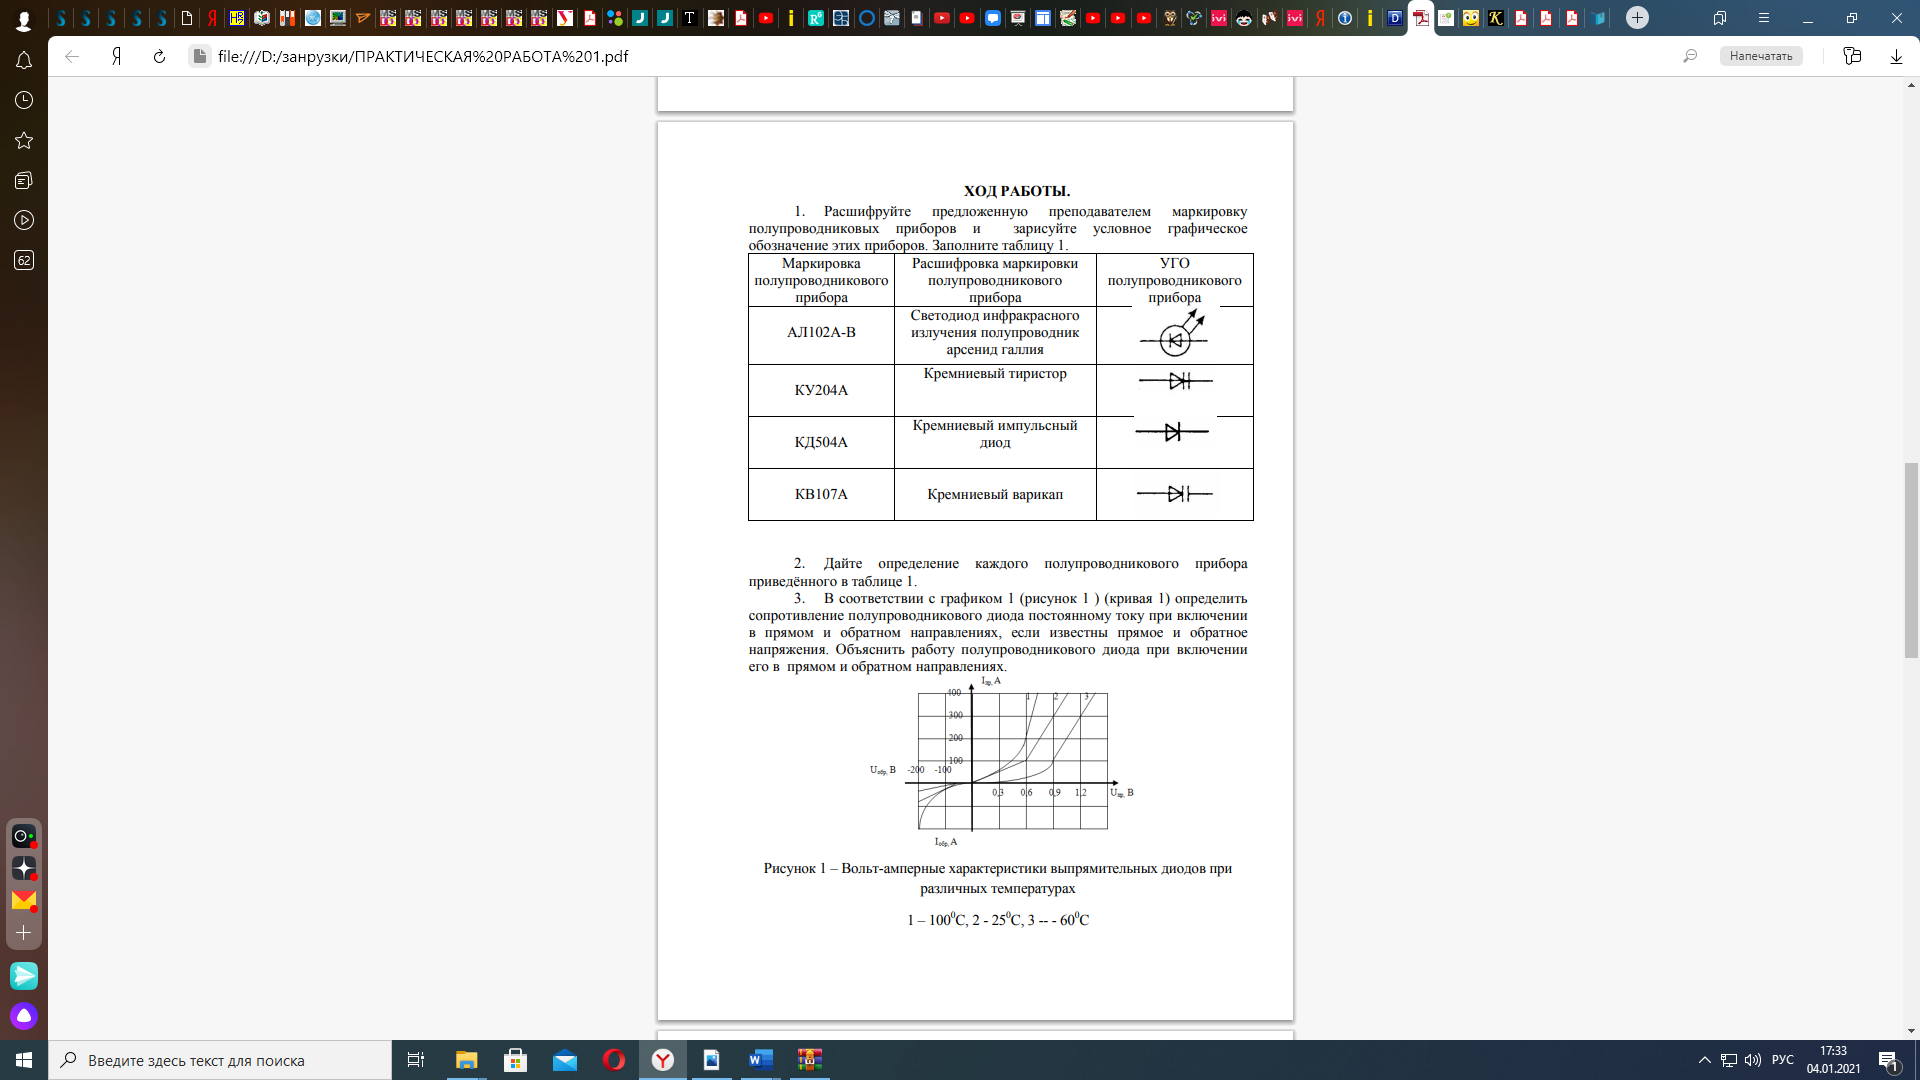 file:///D:/занрузки/ПРАКТИЧЕСКАЯ%20РАБОТА%201.pdf
Напечатать
62
ХОД РАБОТЫ.
1. Расшифруйте предложенную преподавателем маркировку
полупроводниковых приборов и зарисуйте условное графическое
обозначение этих приборов. Заполните таблицу 1.
Маркировка полупроводникового прибора
Расшифровка маркировки полупроводникового прибора
УГО полупроводникового прибора
АЛ102А-В
Светодиод инфракрасного
излучения полупроводник
арсенид галлия
КУ204А
Кремниевый тиристор
КД504А
Кремниевый импульсный
диод
КВ107А
Кремниевый варикап
2. Дайте определение каждого полупроводникового прибора
приведённого в таблице 1.
3. В соответствии с графиком 1 (рисунок 1 ) (кривая 1) определить
сопротивление полупроводникового диода постоянному току при включении
в прямом и обратном направлениях, если известны прямое и обратное
напряжения. Объяснить работу полупроводникового диода при включении
его в прямом и обратном направлениях.
Iпр, А
400 1 2 3
300
200
100
Uобр, В -200 -100
0,3 0,6 0,9 1,2 Uпр, В
Iобр, А
Рисунок 1 – Вольт-амперные характеристики выпрямительных диодов при
различных температурах
1 – 100⁰С, 2 - 25⁰С, 3 -- - 60⁰С
Введите здесь текст для поиска
РУС
17:33
04.01.2021
1